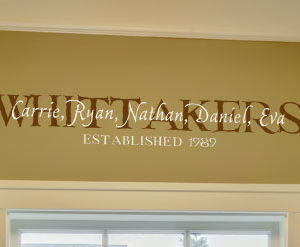 WHITTAKERS
Carrie, Ryan, Nathan, Daniel, Eva
ESTABLISHED 1989